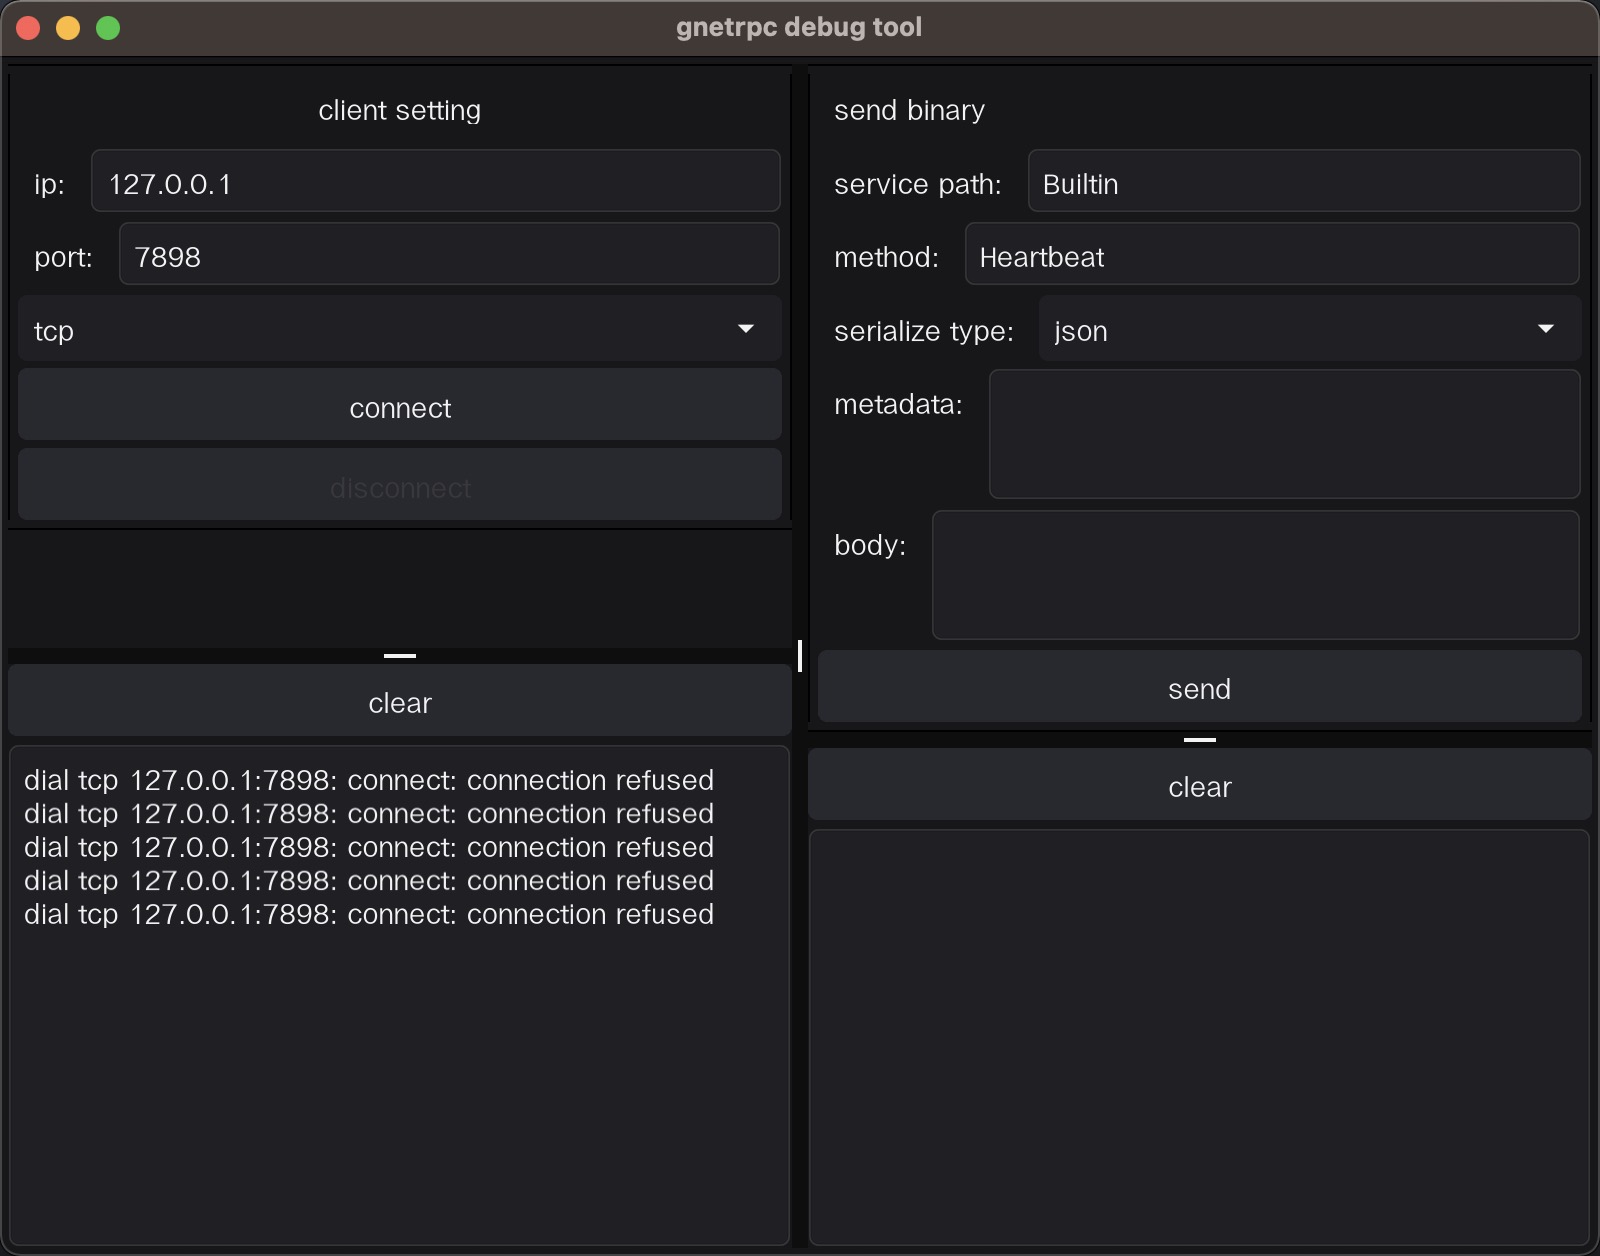 gnetrpc debug tool
client setting
ip: 127.0.0.1
port: 7898
tcp
connect
disconnect
clear
dial tcp 127.0.0.1:7898: connect: connection refused
dial tcp 127.0.0.1:7898: connect: connection refused
dial tcp 127.0.0.1:7898: connect: connection refused
dial tcp 127.0.0.1:7898: connect: connection refused
dial tcp 127.0.0.1:7898: connect: connection refused
send binary
service path: Builtin
method: Heartbeat
serialize type: json
metadata:
body:
send
clear